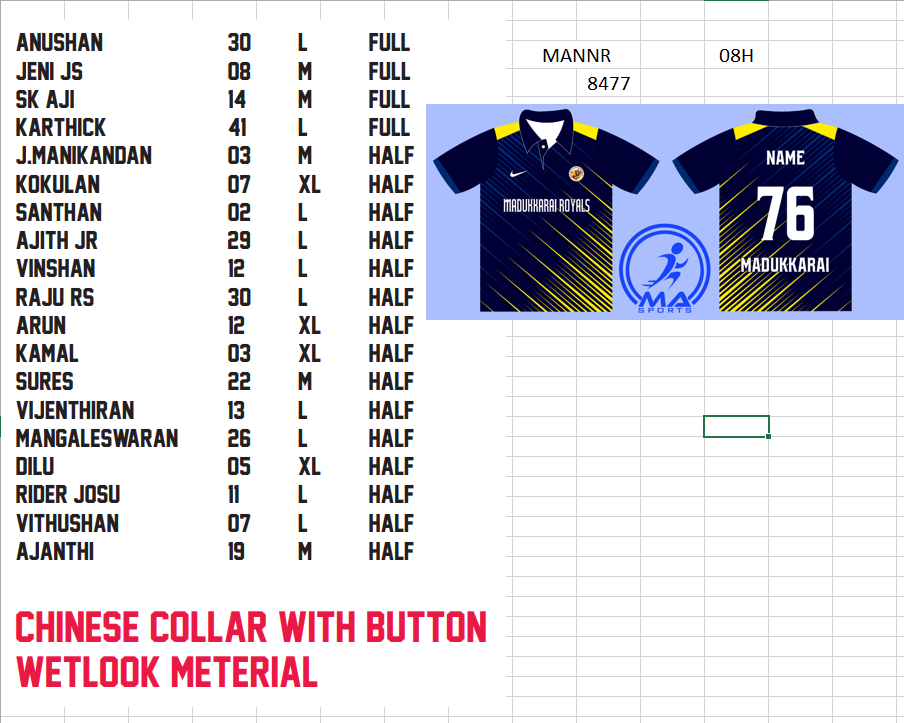 ANUSHAN 30 L FULL
JENI JS 08 M FULL
SK AJI 14 M FULL
KARTHICK 41 L FULL
J.MANIKANDAN 03 M HALF
KOKULAN 07 XL HALF
SANTHAN 02 L HALF
AJITH JR 29 L HALF
VINSHAN 12 L HALF
RAJU RS 30 L HALF
ARUN 12 XL HALF
KAMAL 03 XL HALF
SURES 22 M HALF
VIJENTHIRAN 13 L HALF
MANGALESWARAN 26 L HALF
DILU 05 XL HALF
RIDER JOSU 11 L HALF
VITHUSHAN 07 L HALF
AJANTHI 19 M HALF
CHINESE COLLAR WITH BUTTON
WETLOOK METERIAL
MANNR 08H
8477
MADUKKARAI ROYALS
NAME
76
MADUKKARAI
MA
SPORTS